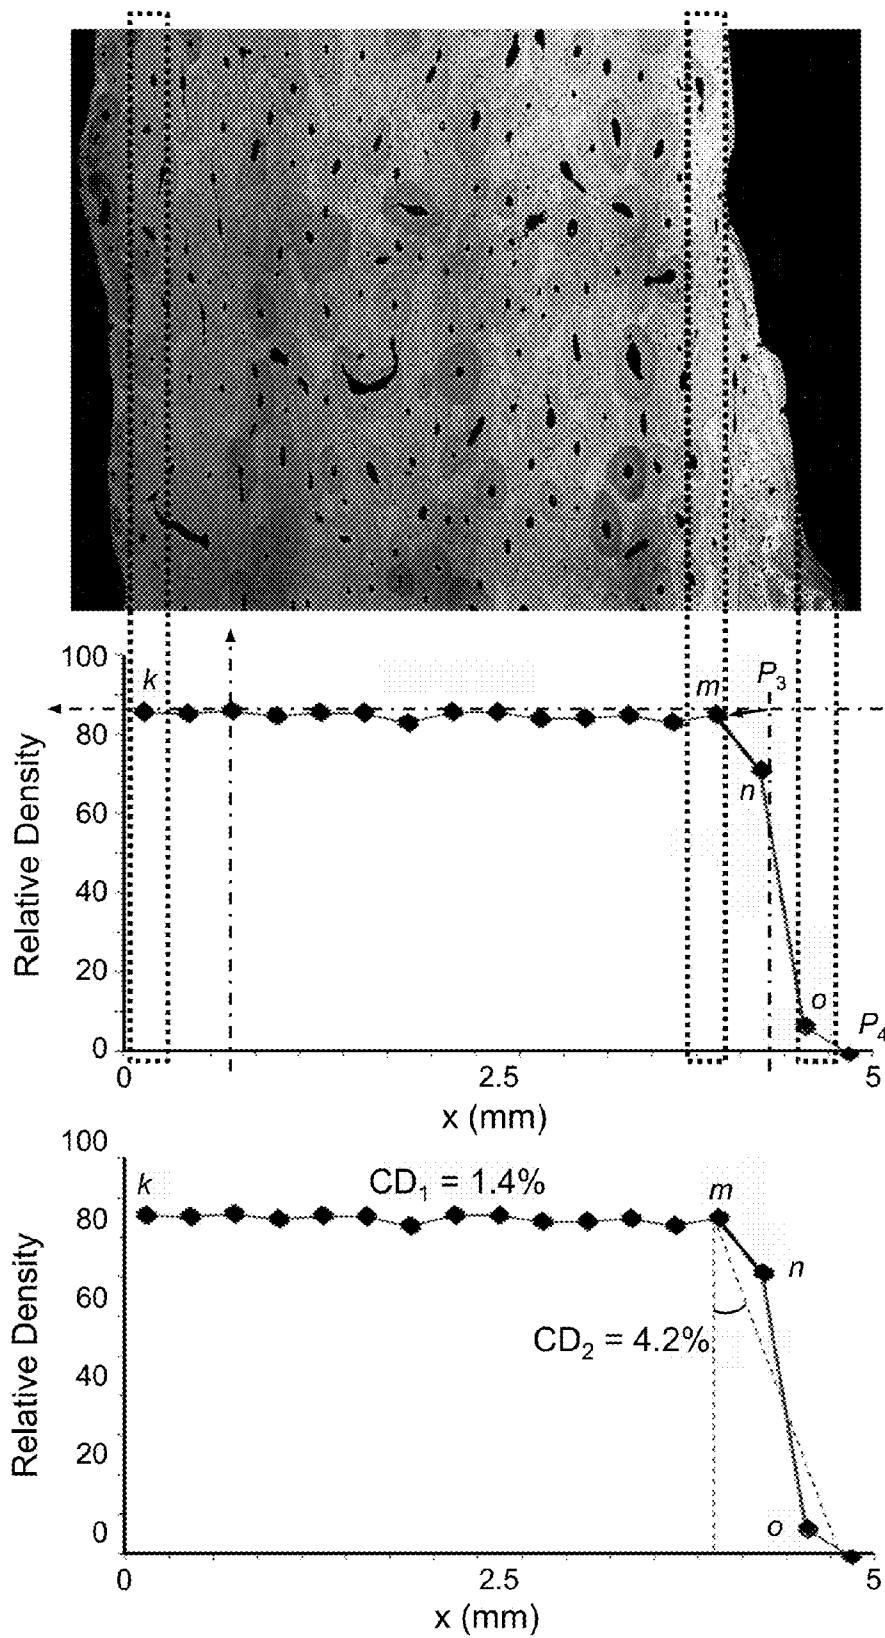 100
k
m
P3
80
60
n
Relative Density
40
20
o
P4
0
0
2.5
5
x (mm)
100
k
CD1 = 1.4%
m
80
n
60
CD2 = 4.2%
Relative Density
40
20
o
0
0
2.5
5
x (mm)